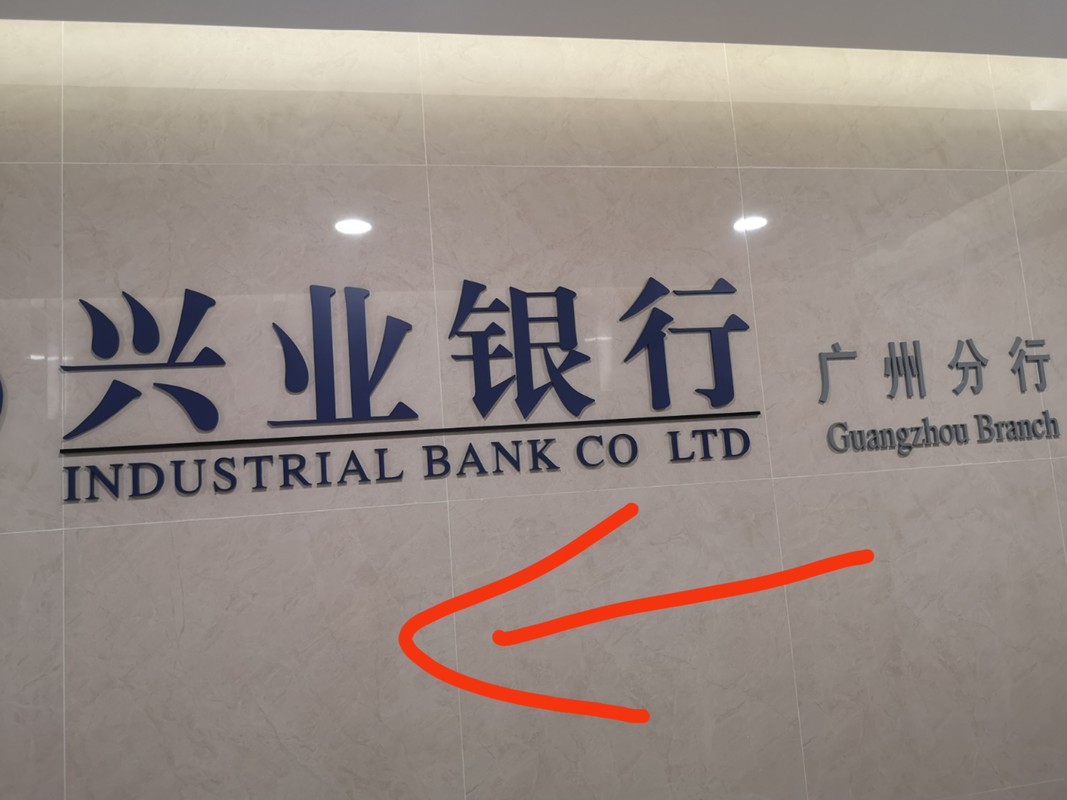 兴业银行
INDUSTRIAL BANK CO LTD
广州分行
Guangzhou Branch